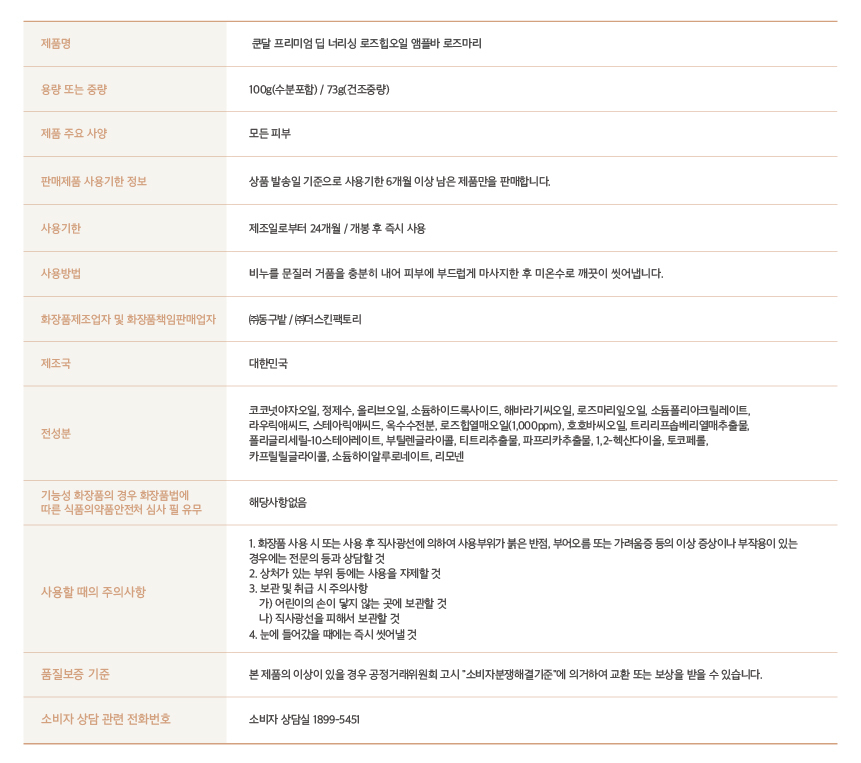 제품명
쿤달 프리미엄 딥 너리싱 로즈힙오일 앰플바 로즈마리
용량 또는 중량
100g(수분포함) / 73g(건조중량)
제품 주요 사양
모든 피부
판매제품 사용기한 정보
상품 발송일 기준으로 사용기한 6개월 이상 남은 제품만을 판매합니다.
사용기한
제조일로부터 24개월 / 개봉 후 즉시 사용
사용방법
비누를 문질러 거품을 충분히 내어 피부에 부드럽게 마사지한 후 미온수로 깨끗이 씻어냅니다.
화장품제조업자 및 화장품책임판매업자
㈜동구밭 / ㈜더스킨팩토리
제조국
대한민국
전성분
코코넛야자오일, 정제수, 올리브오일, 소듐하이드록사이드, 해바라기씨오일, 로즈마리잎오일, 소듐폴리아크릴레이트,
라우릭애씨드, 스테아릭애씨드, 옥수수전분, 로즈힙열매오일(1,000ppm), 호호바씨오일, 트리리프습베리열매추출물,
폴리글리세릴-10스테아레이트, 부틸렌글라이콜, 티트리추출물, 파프리카추출물, 1,2-헥산다이올, 토코페롤,
카프릴릴글라이콜, 소듐하이알루로네이트, 리모넨
기능성 화장품의 경우 화장품법에
따른 식품의약품안전처 심사 필 유무
해당사항없음
사용할 때의 주의사항
1. 화장품 사용 시 또는 사용 후 직사광선에 의하여 사용부위가 붉은 반점, 부어오름 또는 가려움증 등의 이상 증상이나 부작용이 있는
경우에는 전문의 등과 상담할 것
2. 상처가 있는 부위 등에는 사용을 자제할 것
3. 보관 및 취급 시 주의사항
가) 어린이의 손이 닿지 않는 곳에 보관할 것
나) 직사광선을 피해서 보관할 것
4. 눈에 들어갔을 때에는 즉시 씻어낼 것
품질보증 기준
본 제품의 이상이 있을 경우 공정거래위원회 고시 "소비자분쟁해결기준"에 의거하여 교환 또는 보상을 받을 수 있습니다.
소비자 상담 관련 전화번호
소비자 상담실 1899-5451